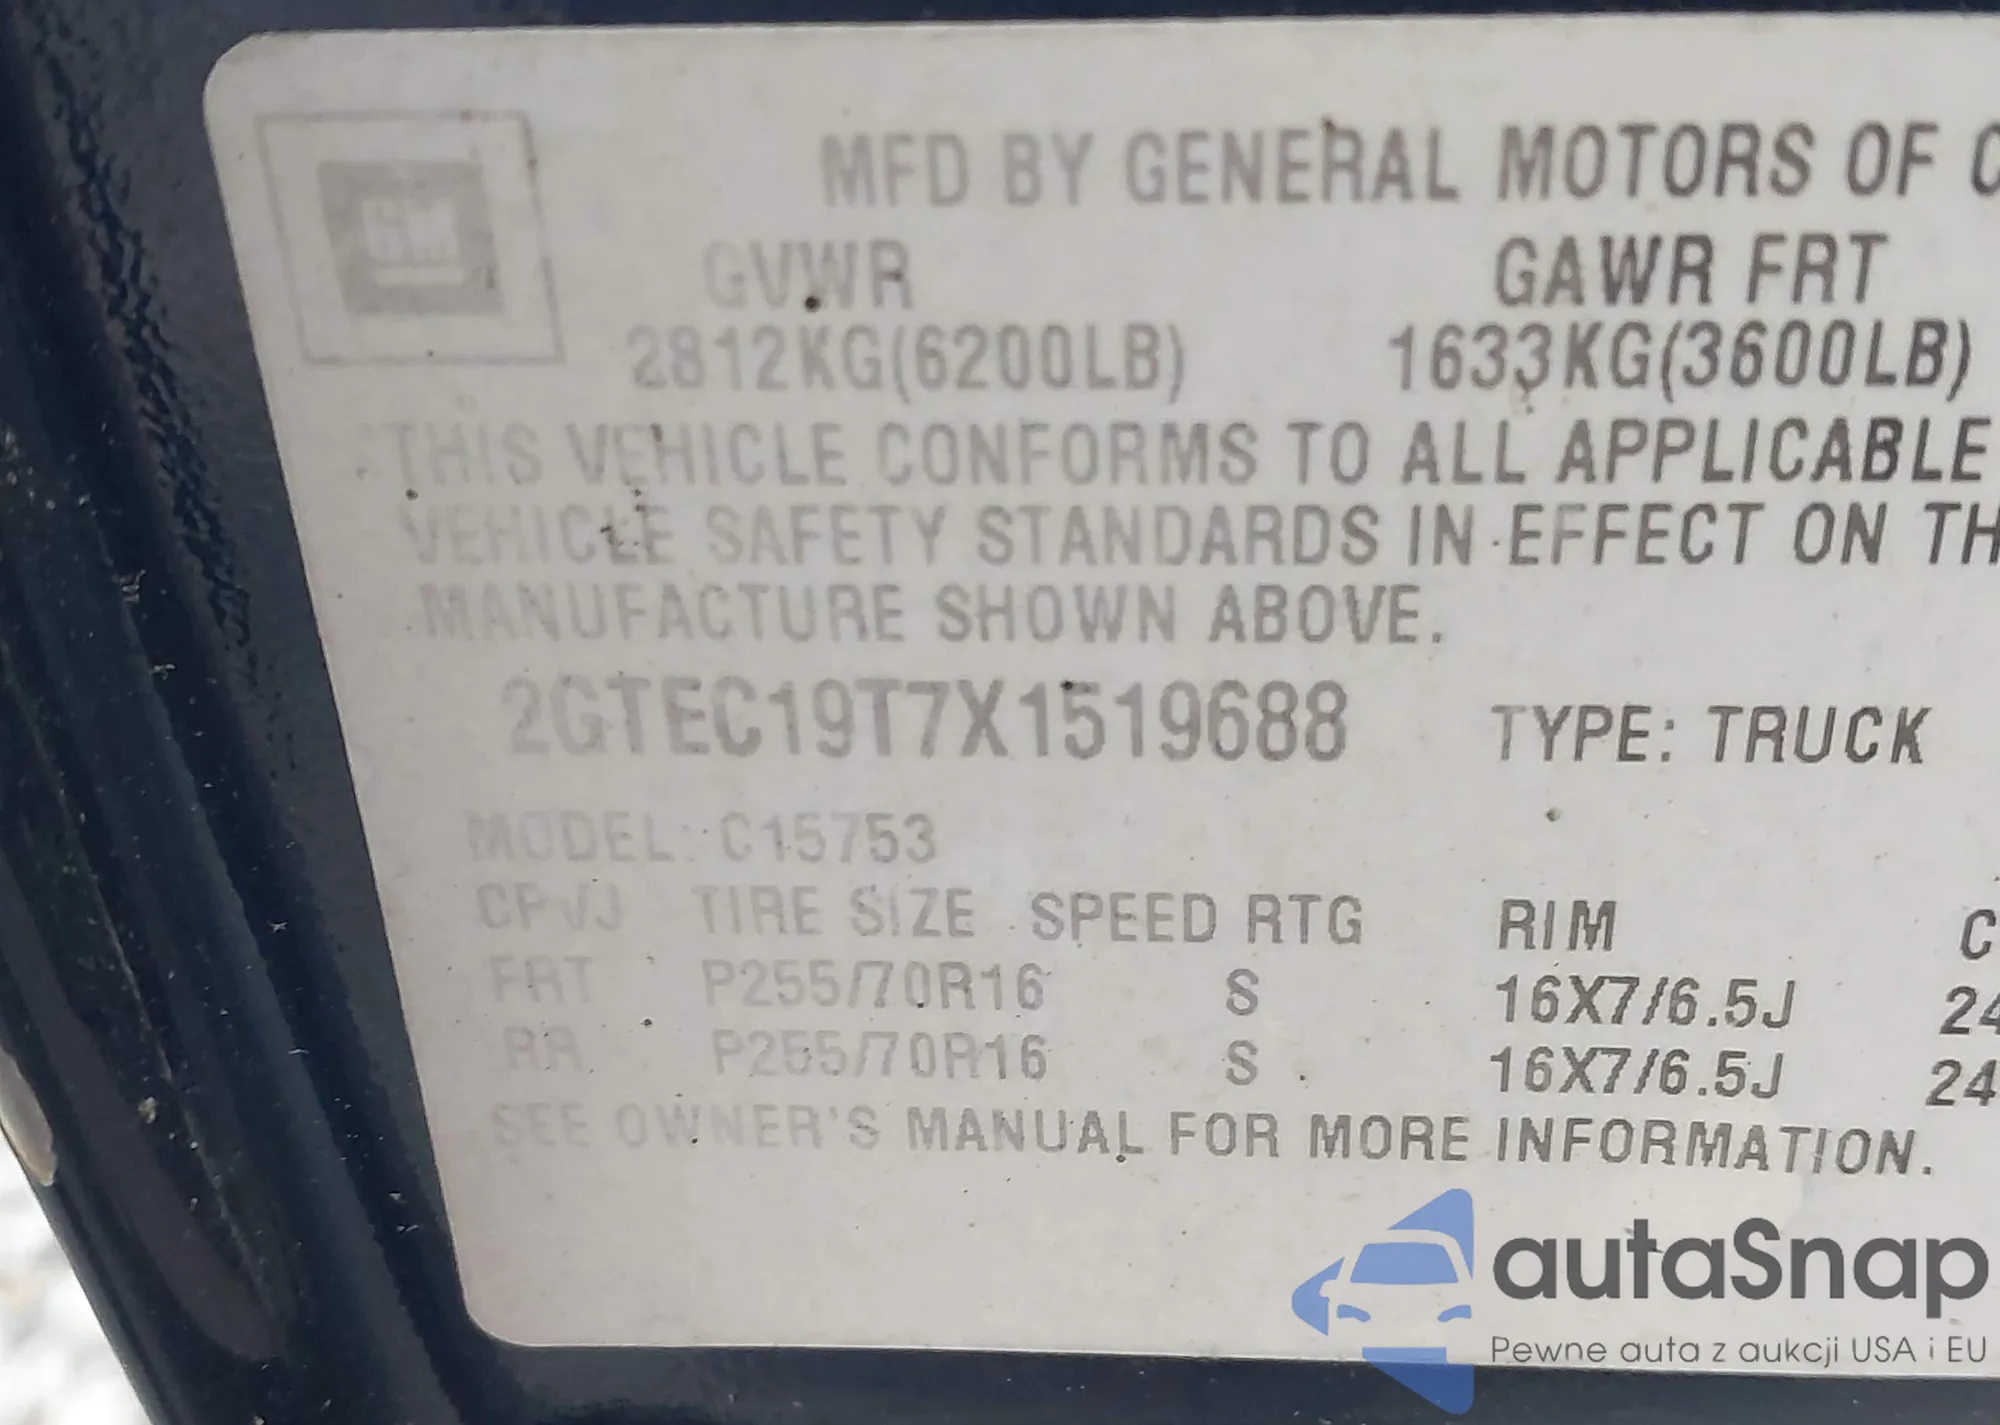 GM
MFD BY GENERAL MOTORS OF C
GVWR GAWR FRT
2812KG(6200LB) 1633KG(3600LB)
THIS VEHICLE CONFORMS TO ALL APPLICABLE
VEHICLE SAFETY STANDARDS IN EFFECT ON TH
MANUFACTURE SHOWN ABOVE.
2GTEC19T7X1519688 TYPE: TRUCK
MODEL: C15753
TIRE SIZE SPEED RTG RIM C
FRT P255/70R16 S 16X7/6.5J 24
RR P255/70R16 S 16X7/6.5J 24
SEE OWNER'S MANUAL FOR MORE INFORMATION.
autaSnap
Pewne auta z aukcji USA i EU